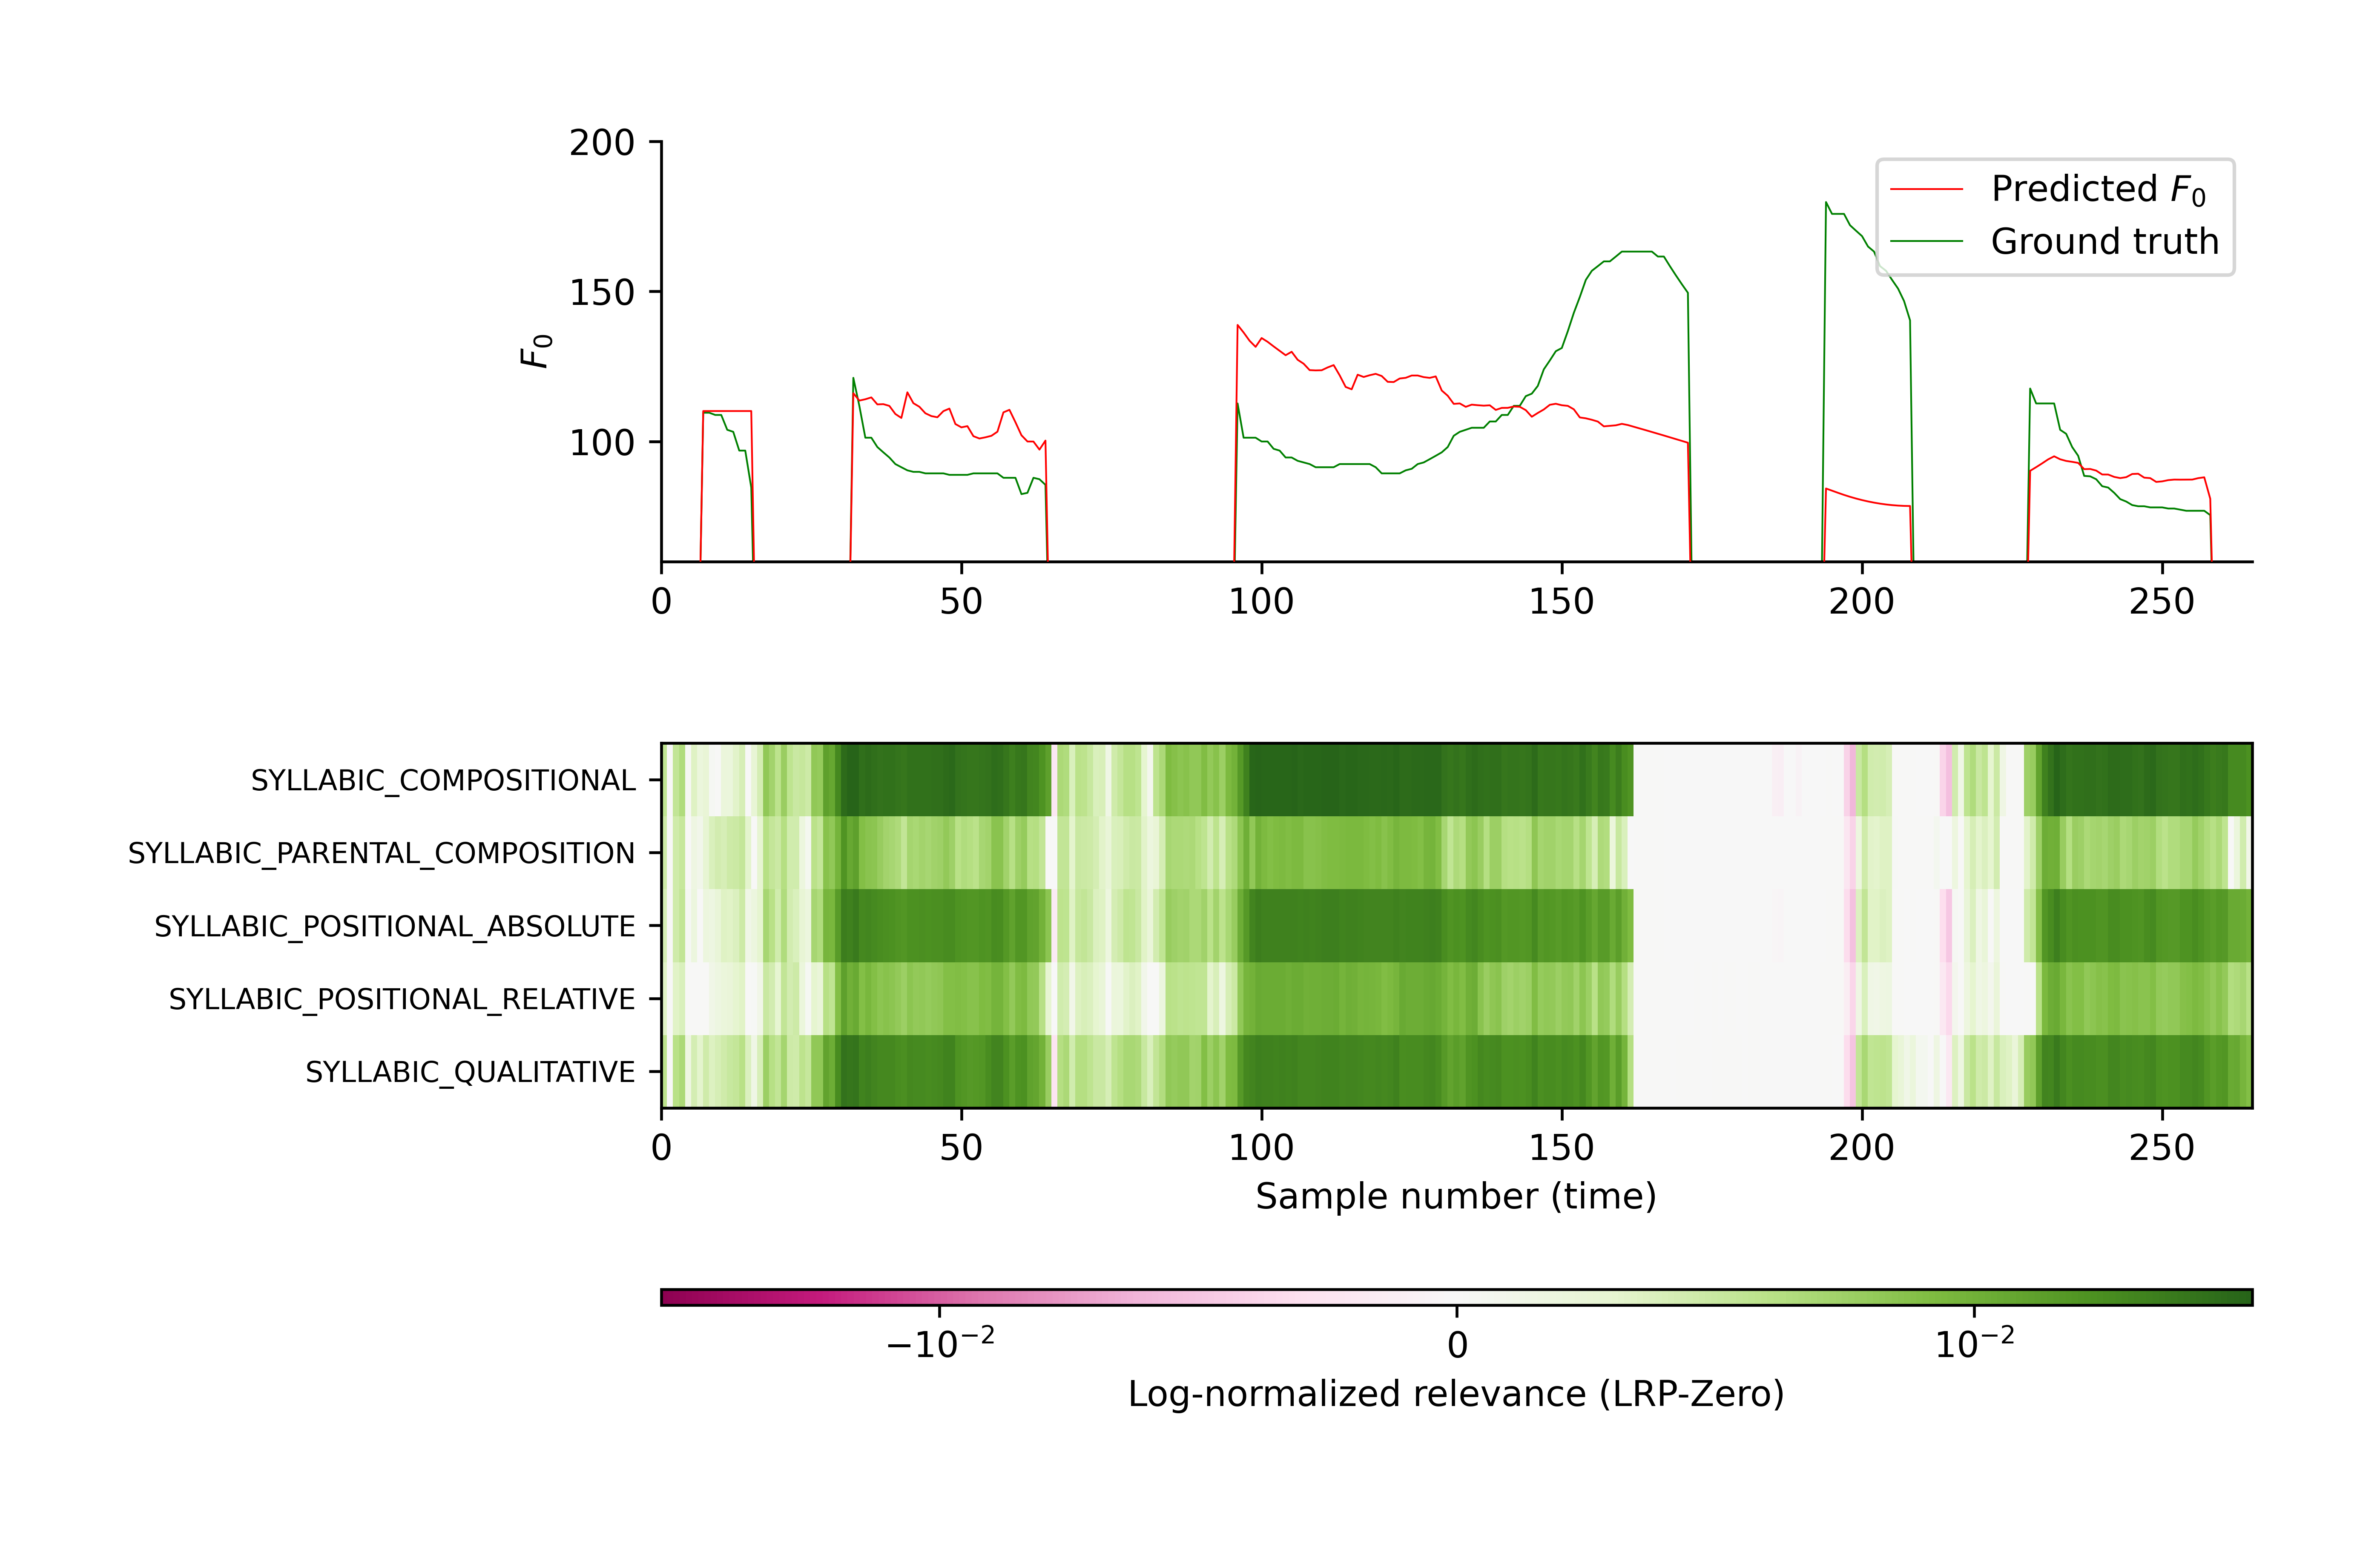 200
150
100
F₀
Predicted F₀
Ground truth
0 50 100 150 200 250
SYLLABIC_COMPOSITIONAL
SYLLABIC_PARENTAL_COMPOSITION
SYLLABIC_POSITIONAL_ABSOLUTE
SYLLABIC_POSITIONAL_RELATIVE
SYLLABIC_QUALITATIVE
0 50 100 150 200 250
Sample number (time)
−10⁻² 0 10⁻²
Log-normalized relevance (LRP-Zero)